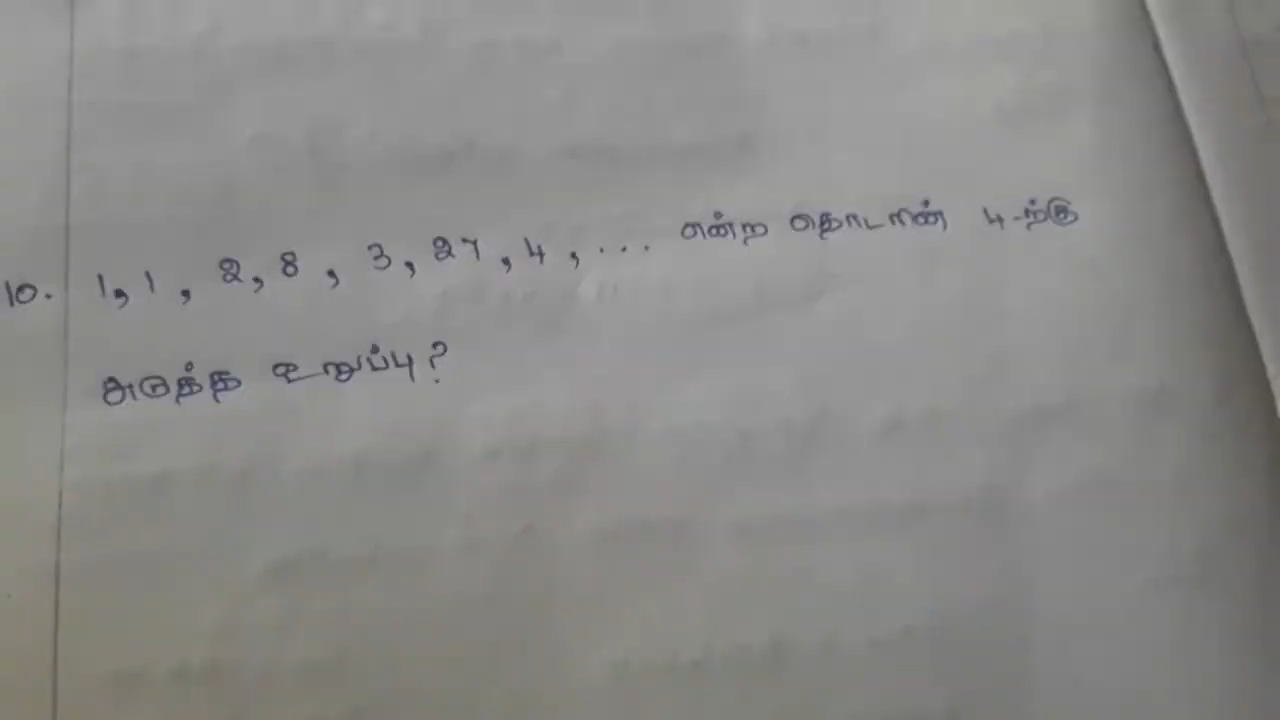 10. 1, 1, 2, 8, 3, 27, 4, ... என்ற தொடரின் 4-ற்கு
அடுத்த உறுப்பு?